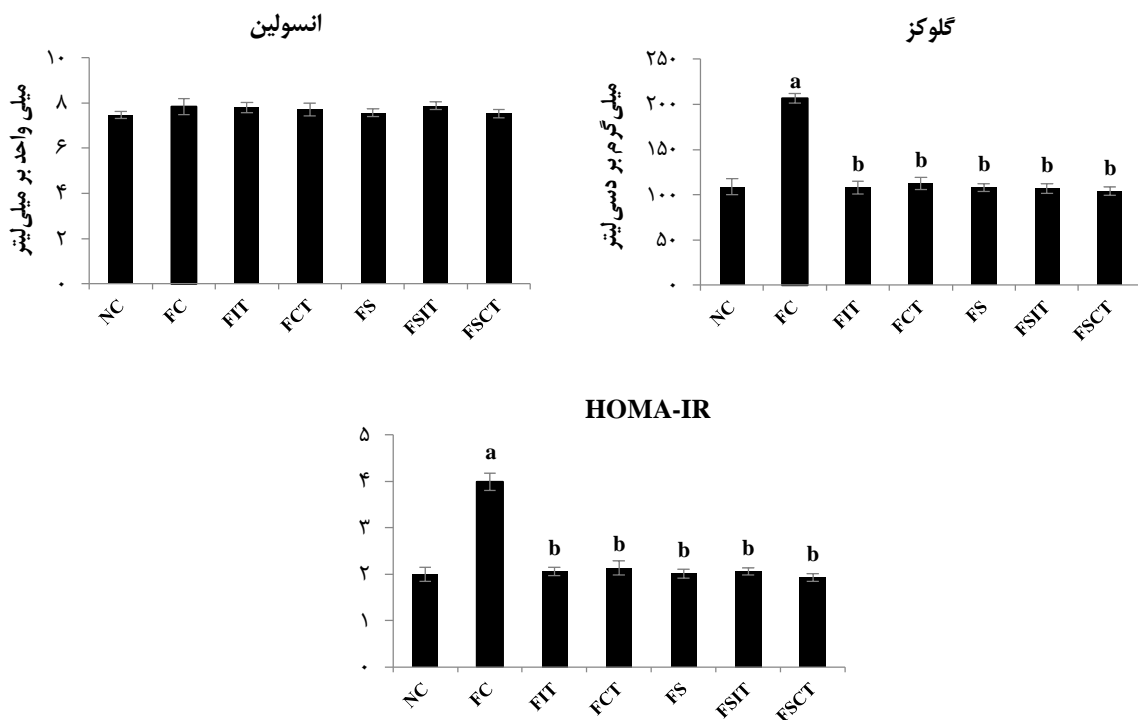 انسولین
میلی واحد بر میلی‌لیتر
۱۰
۸
۶
۴
۲
۰
NC FC FIT FCT FS FSIT FSCT
گلوکز
میلی‌گرم بر دسی‌لیتر
۲۵۰
۲۰۰
۱۵۰
۱۰۰
۵۰
۰
a
b b b b b
NC FC FIT FCT FS FSIT FSCT
HOMA-IR
۵
۴
۳
۲
۱
۰
a
b b b b b
NC FC FIT FCT FS FSIT FSCT